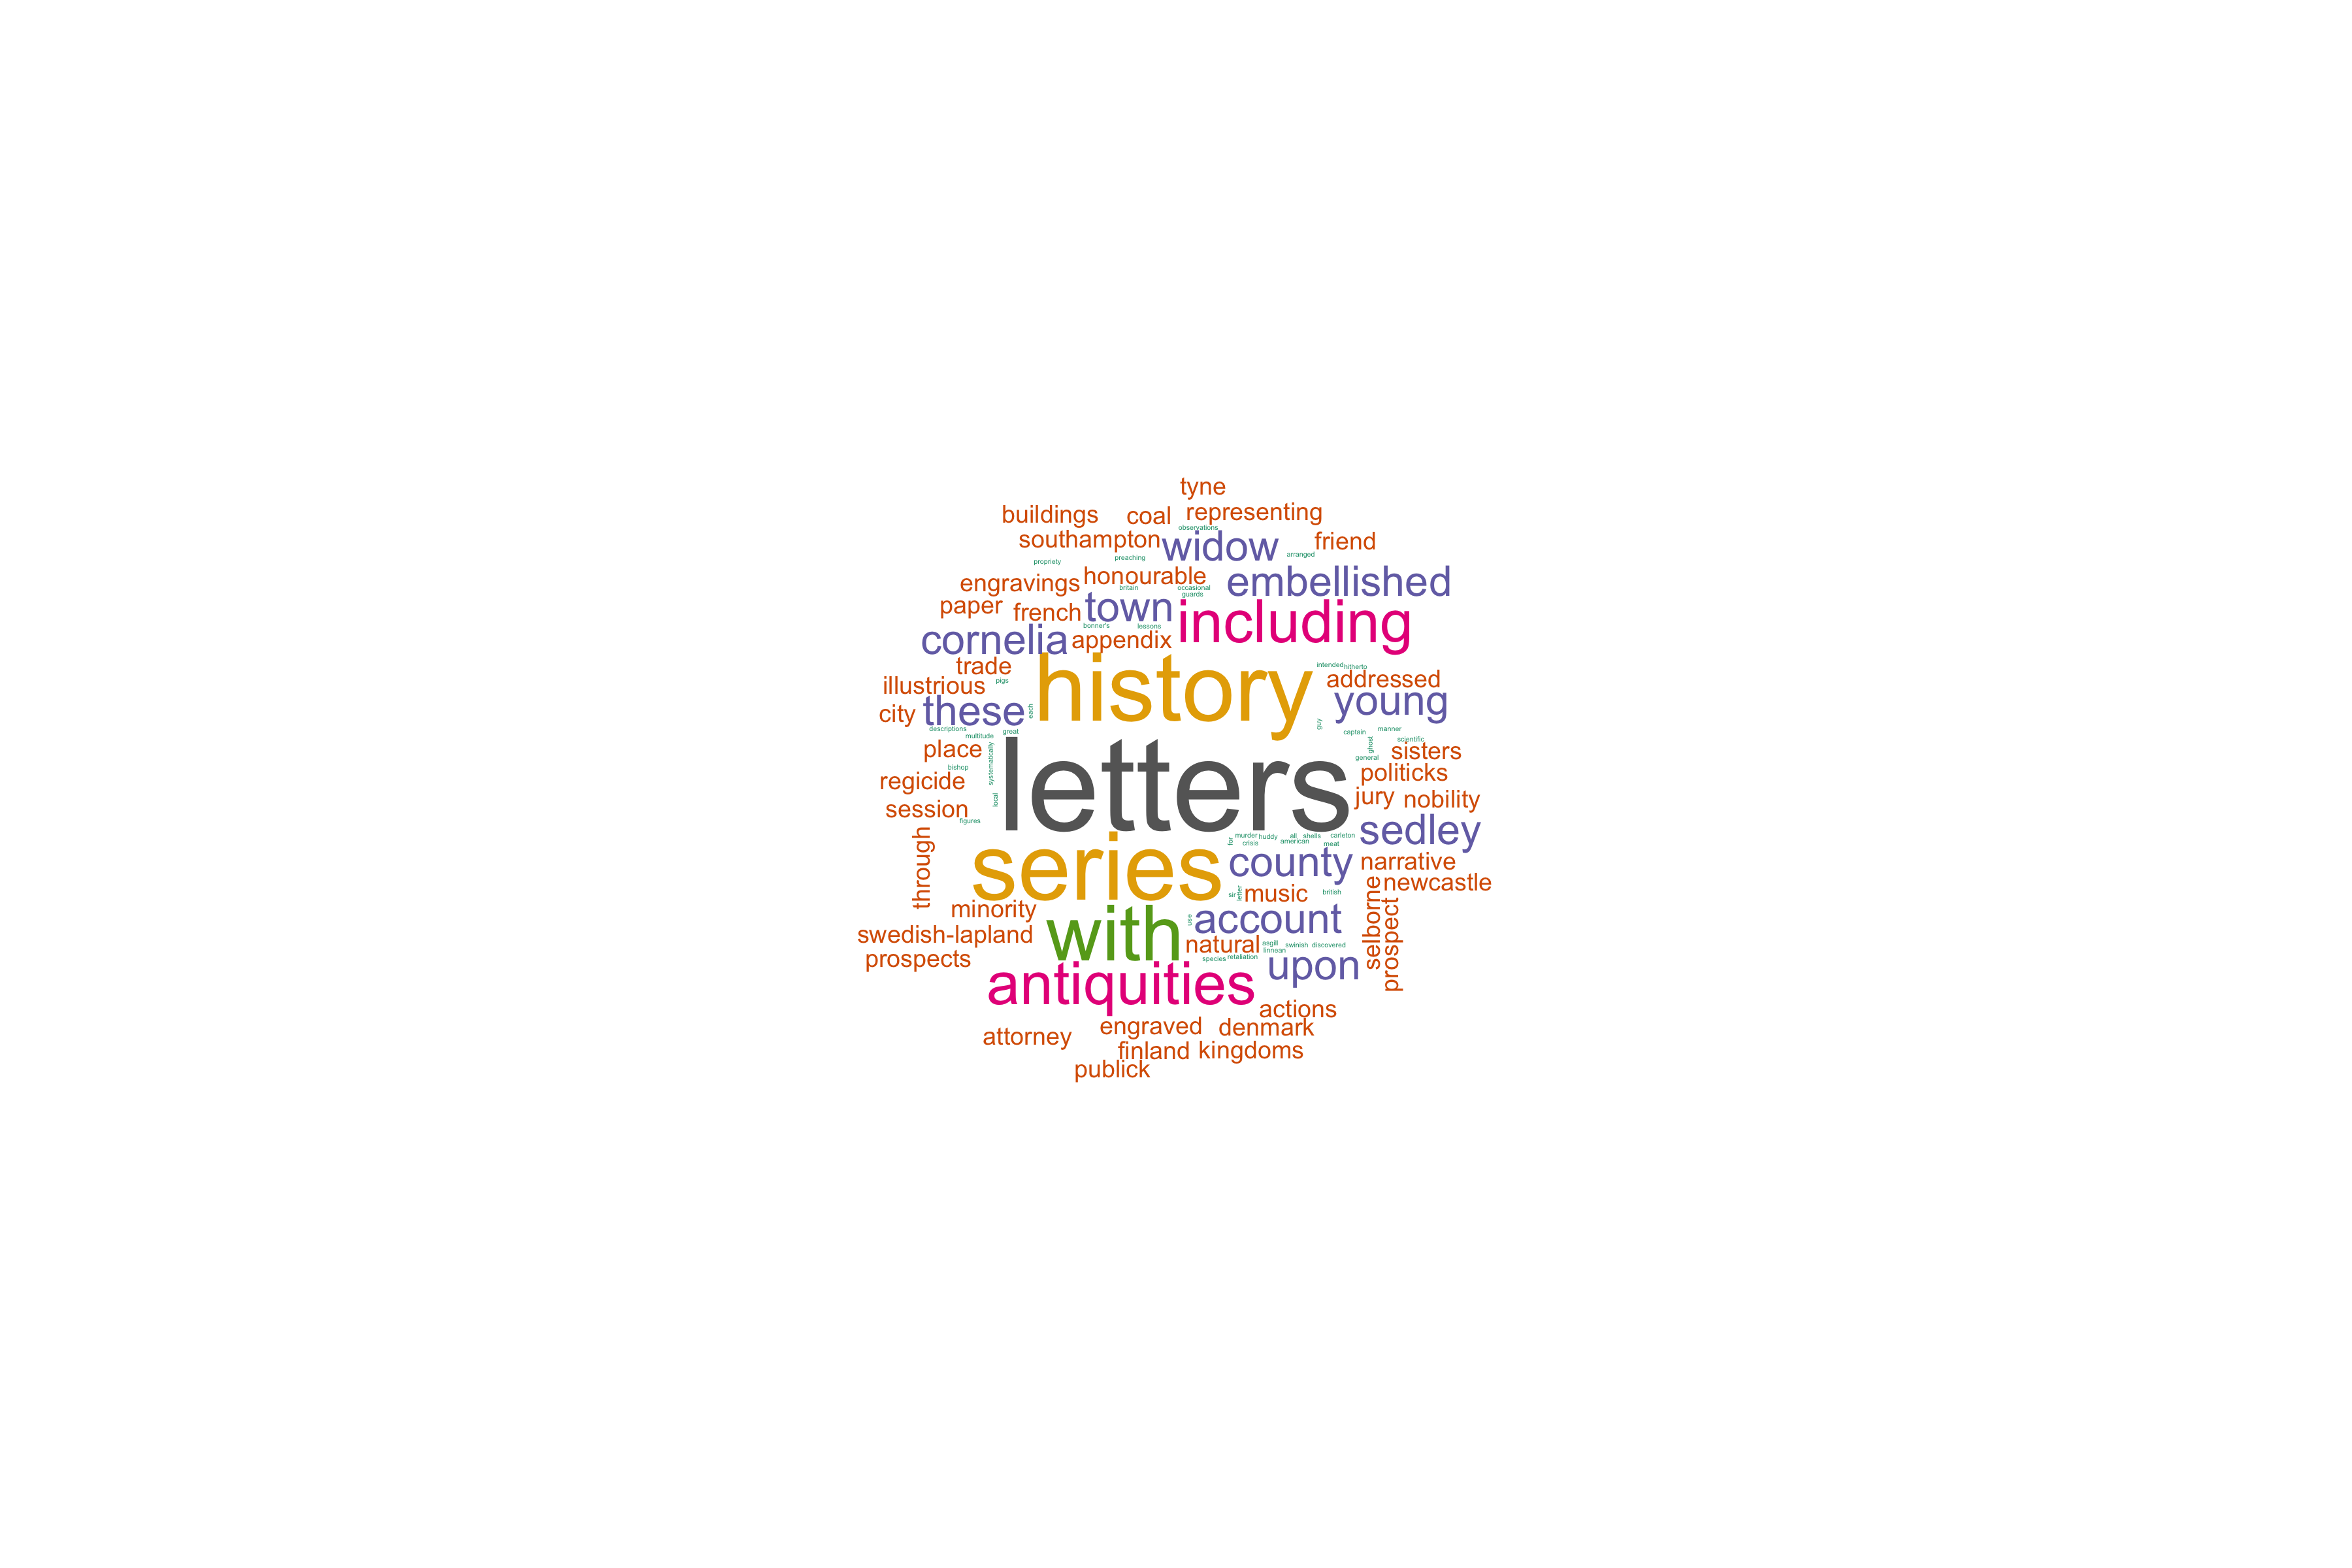 tyne
buildings coal representing
observations
southampton widow friend
preaching arranged
propriety
engravings honourable embellished
britain occasional
guards
paper french town including
bonner's lessons
cornelia appendix
trade history intended hitherto
illustrious pigs addressed
city these each young
guy
descriptions great captain manner
multitude ghost scientific
place systematically letters general sisters
bishop politicks
regicide
local jury nobility
session
figures
murder huddy all shells carleton sedley
for crisis american meat
through series county narrative
newcastle
sir letter music british selborne
minority prospect
with use account
swedish-lapland natural asgill swinish discovered
linnean
prospects species retaliation upon
antiquities
actions
attorney engraved denmark
finland kingdoms
publick